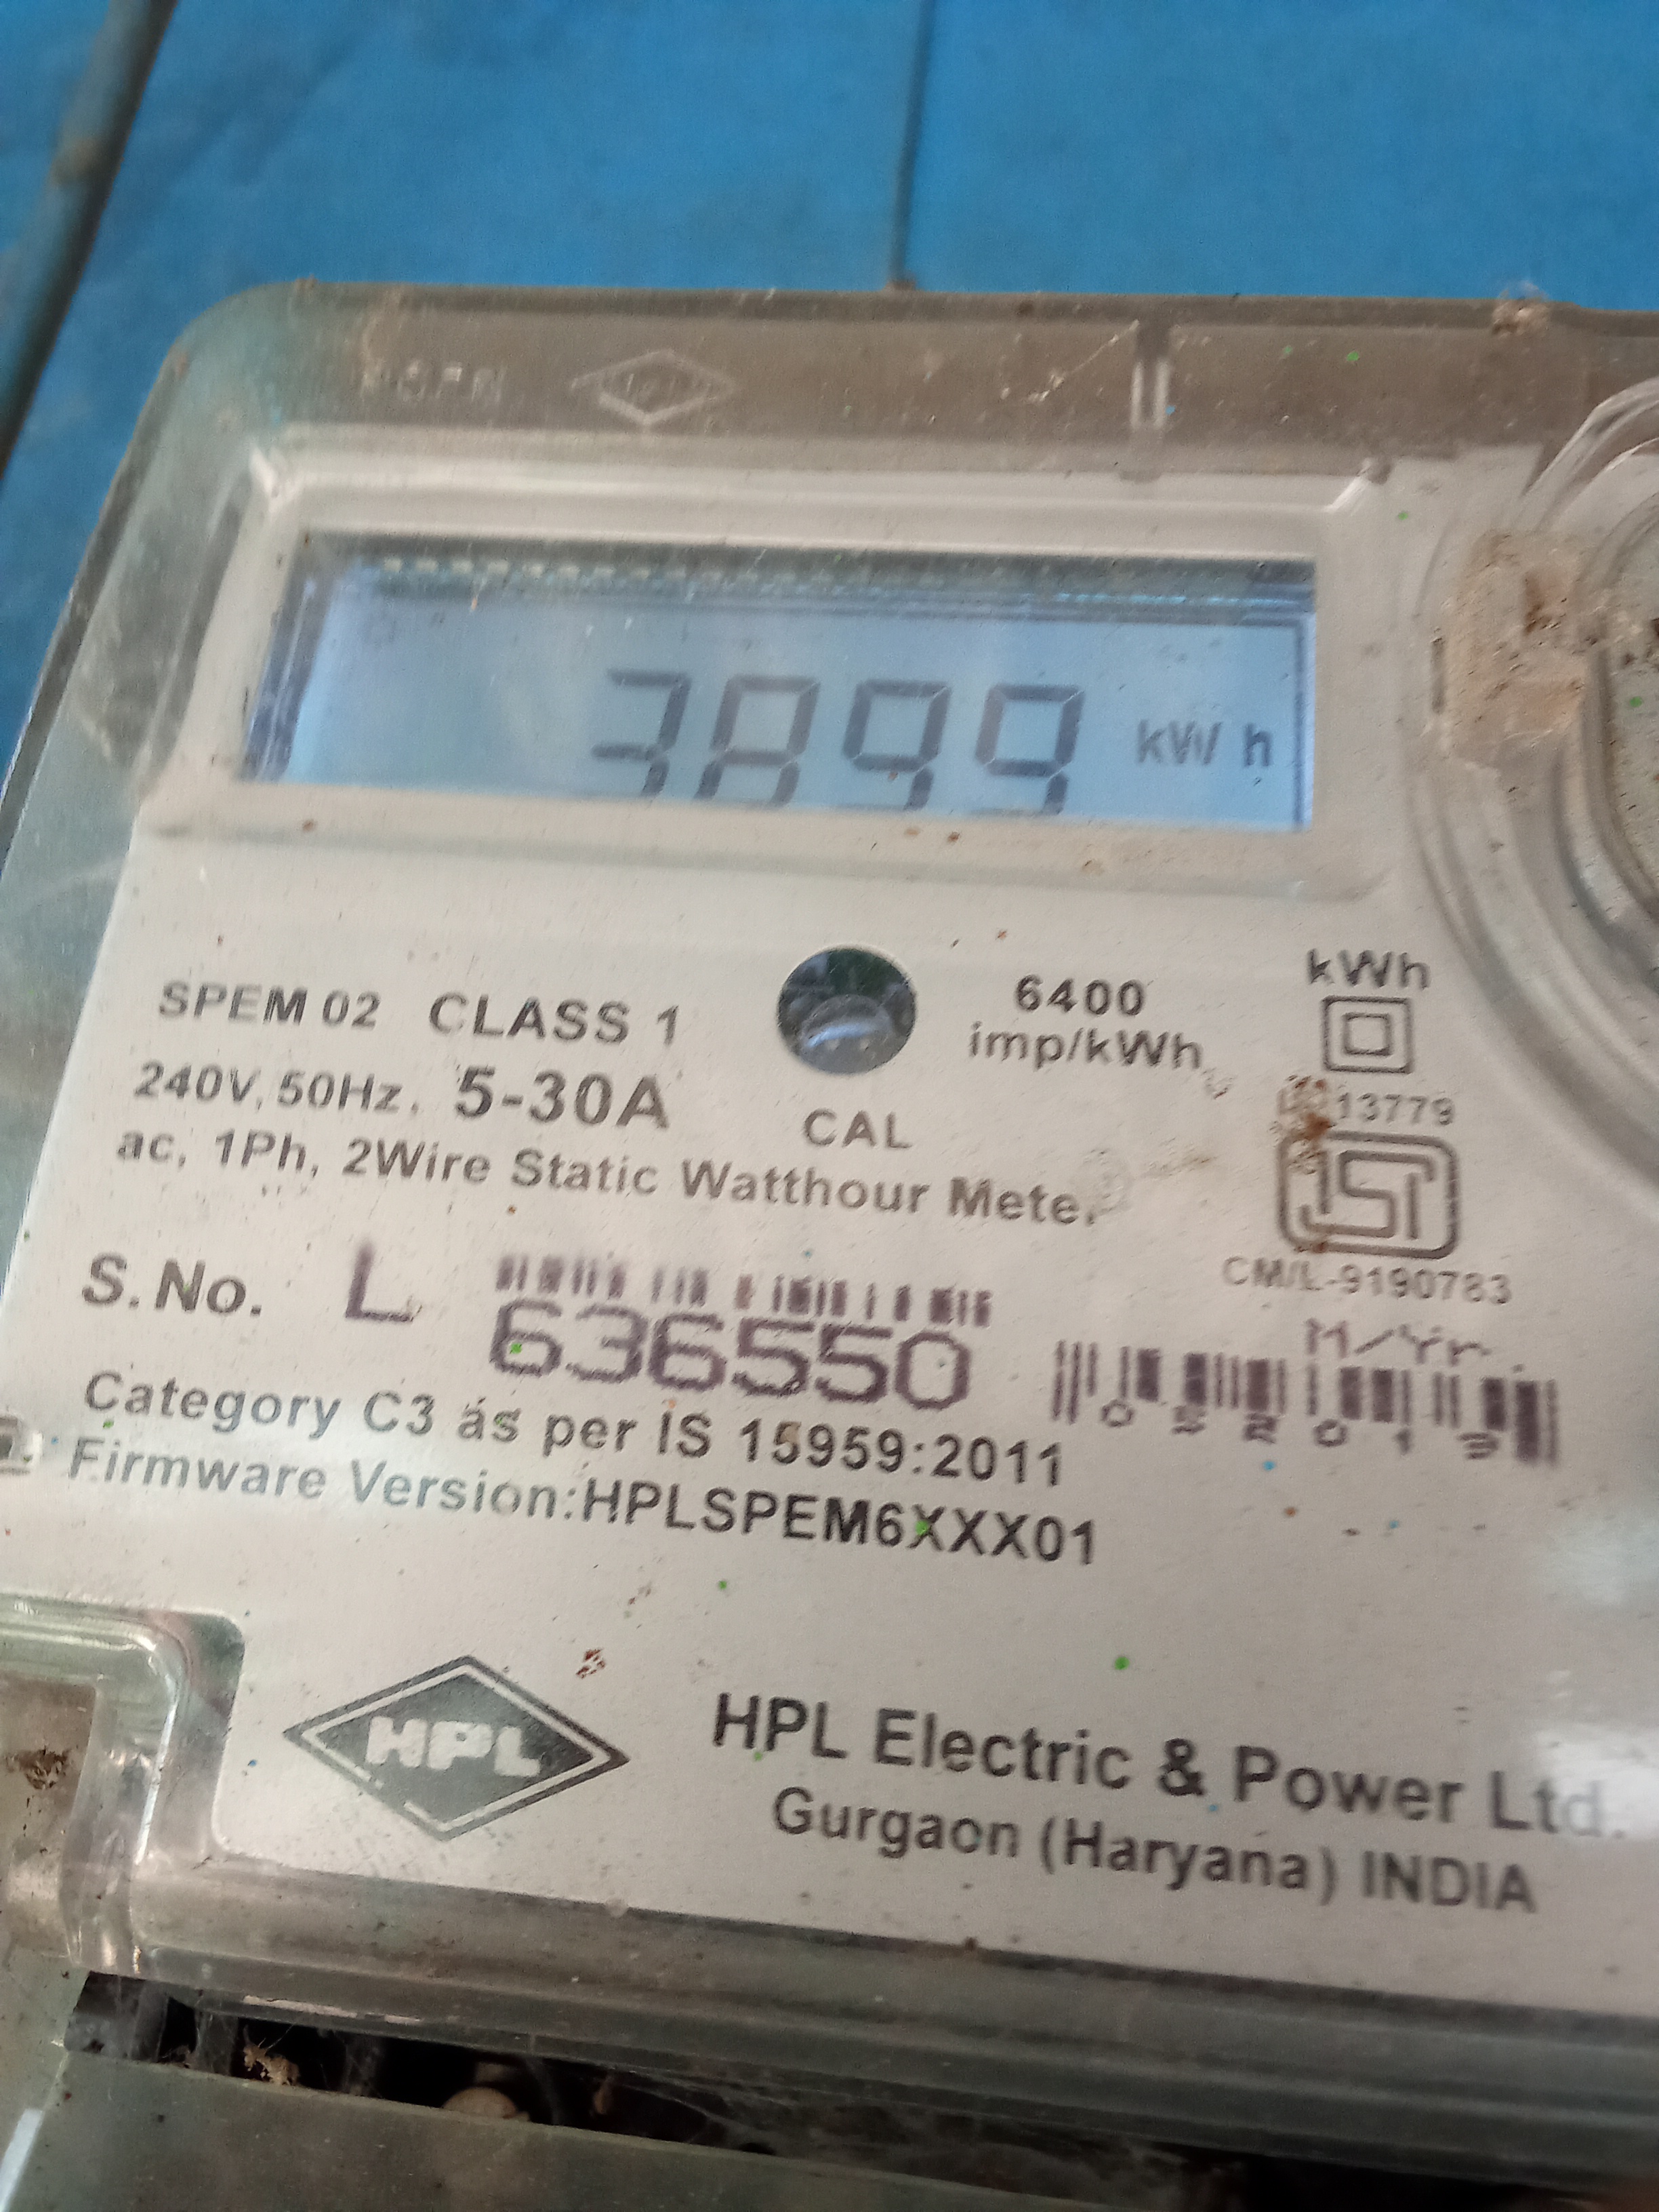 3899 kWh
SPEM 02 CLASS 1
240V, 50Hz, 5-30A
ac, 1Ph, 2Wire Static Watthour
CAL
6400
imp/kWh
kWh
13779
ISI
CM/L-9190783
S.No. L 636550
M/Yr.
Category C3 as per IS 15959:2011
Firmware Version:HPLSPEM6XXX01
HPL
HPL Electric & Power Ltd.
Gurgaon (Haryana) INDIA